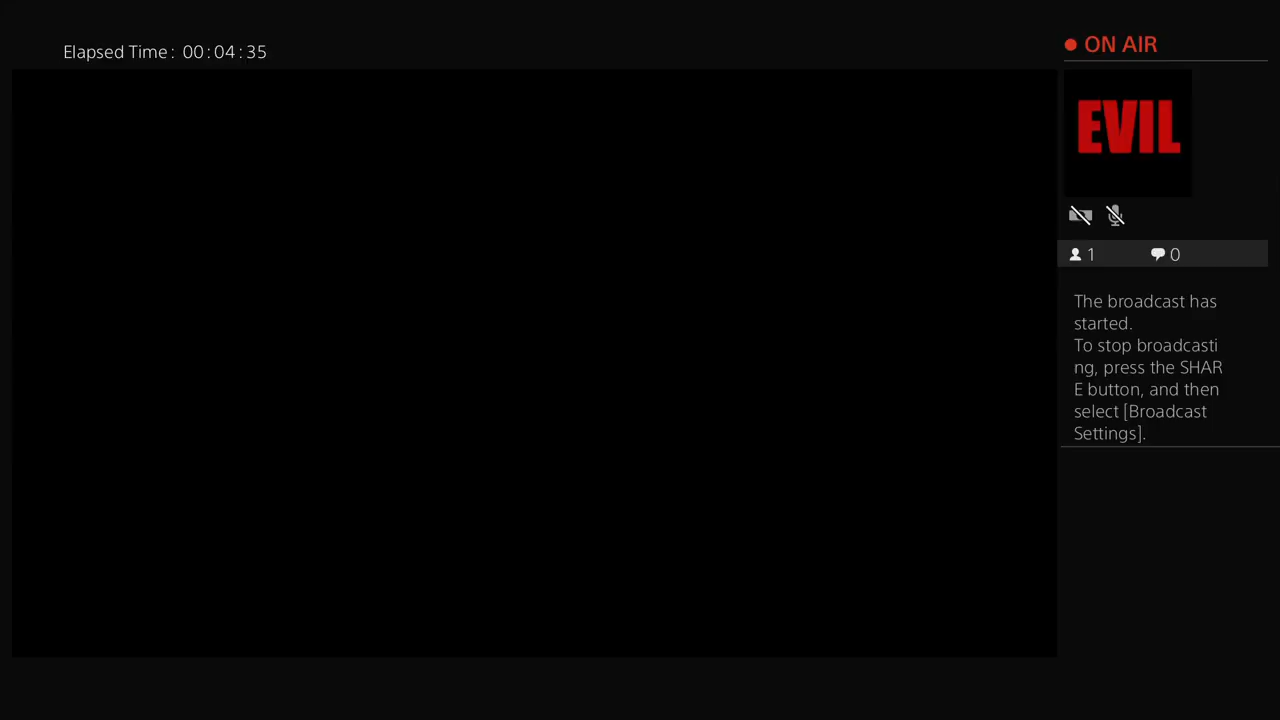 Elapsed Time: 00:04:35
ON AIR
EVIL
1 0
The broadcast has
started.
To stop broadcasti
ng, press the SHAR
E button, and then
select [Broadcast
Settings].